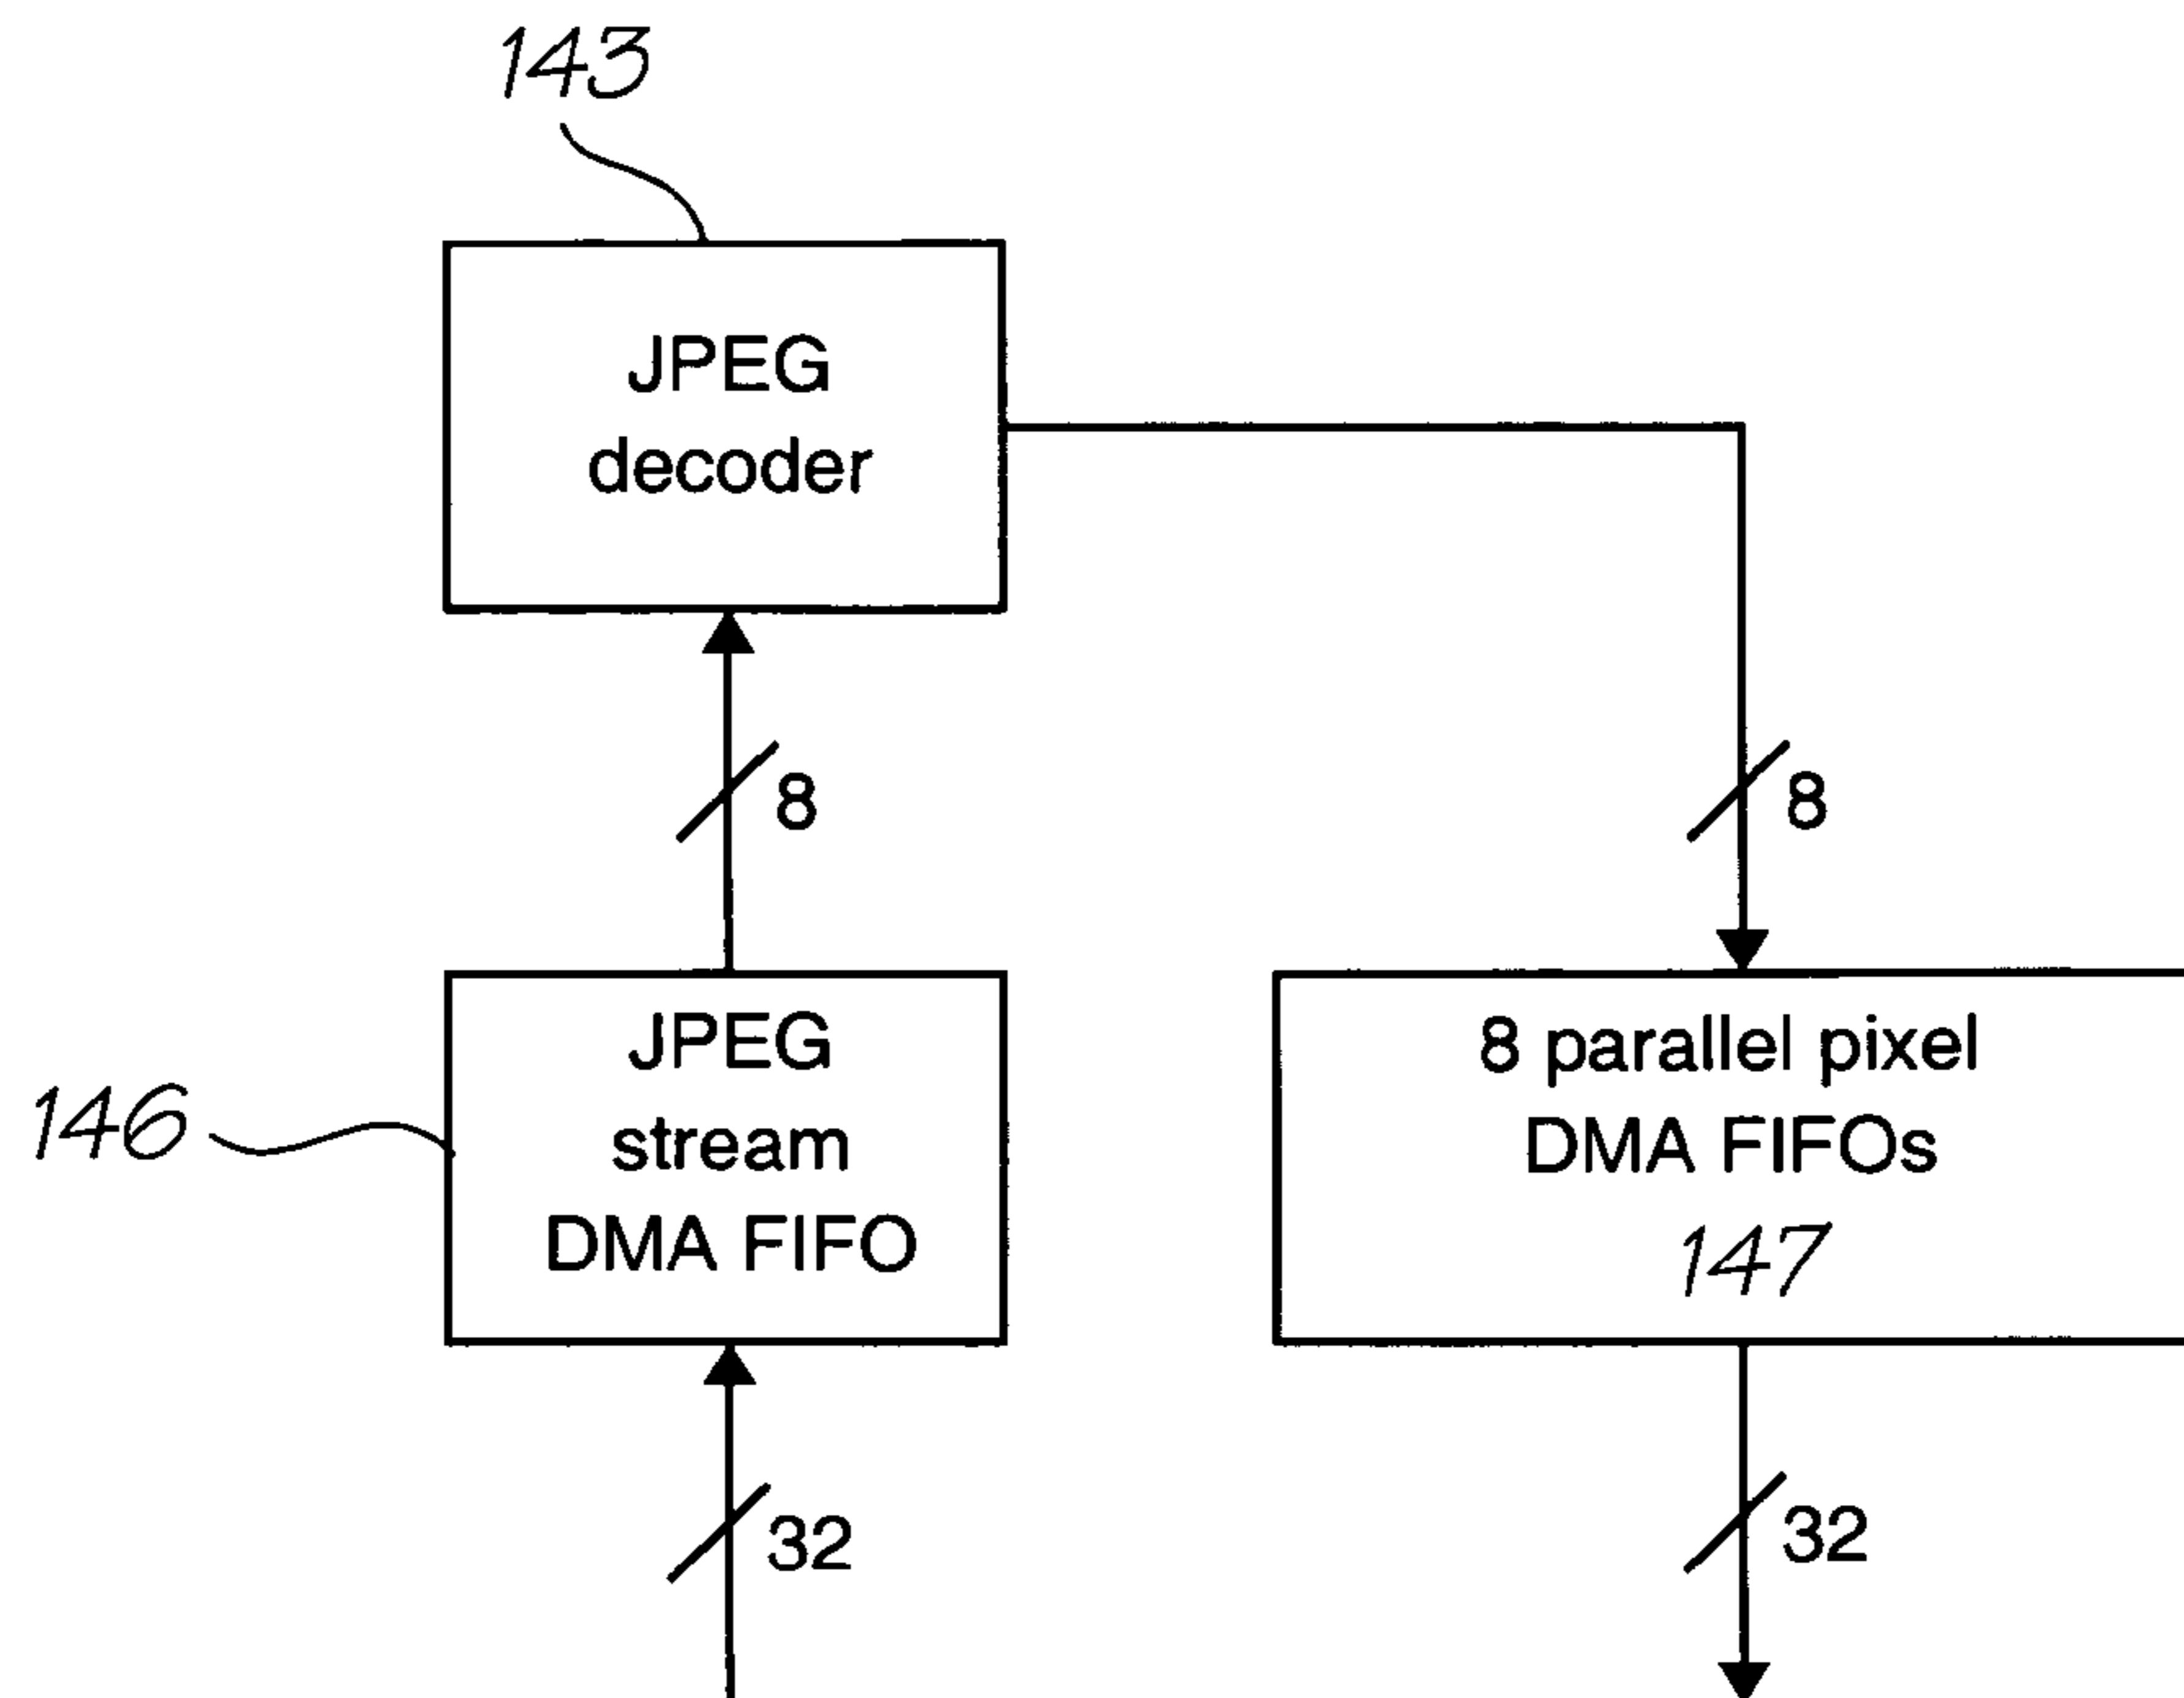 143
JPEG
decoder
8
8
JPEG
stream
DMA FIFO
146
8 parallel pixel
DMA FIFOs
147
32
32